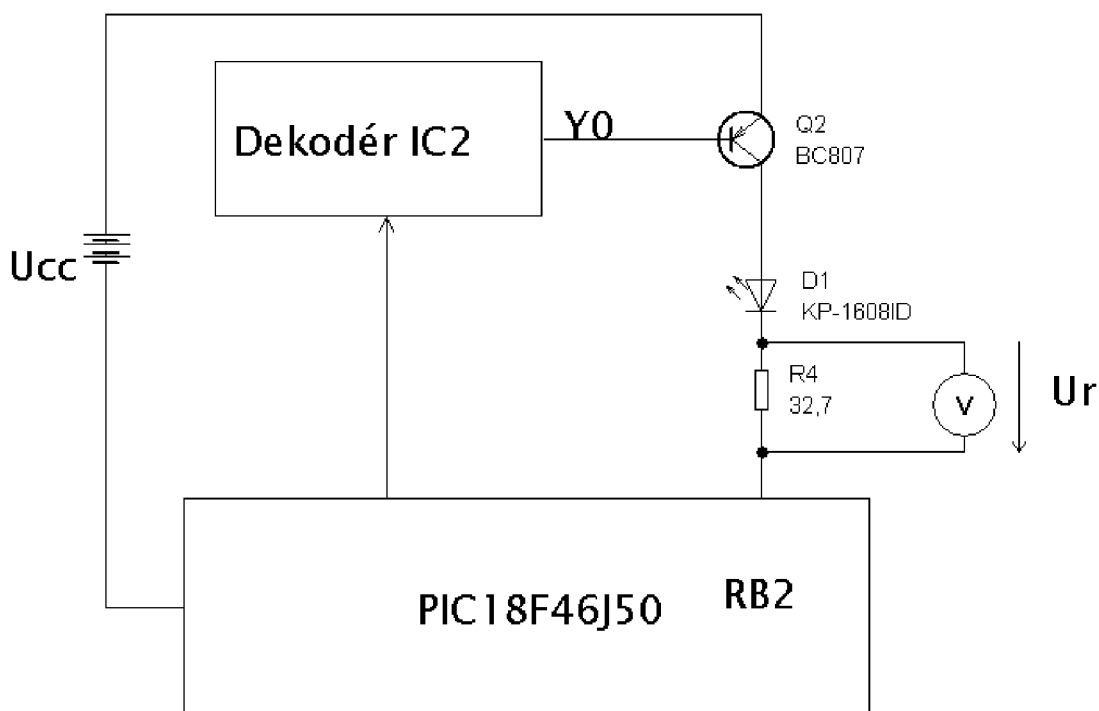 Dekodér IC2
Y0
Q2
BC807
Ucc
D1
KP-1608ID
R4
32,7
V
Ur
RB2
PIC18F46J50